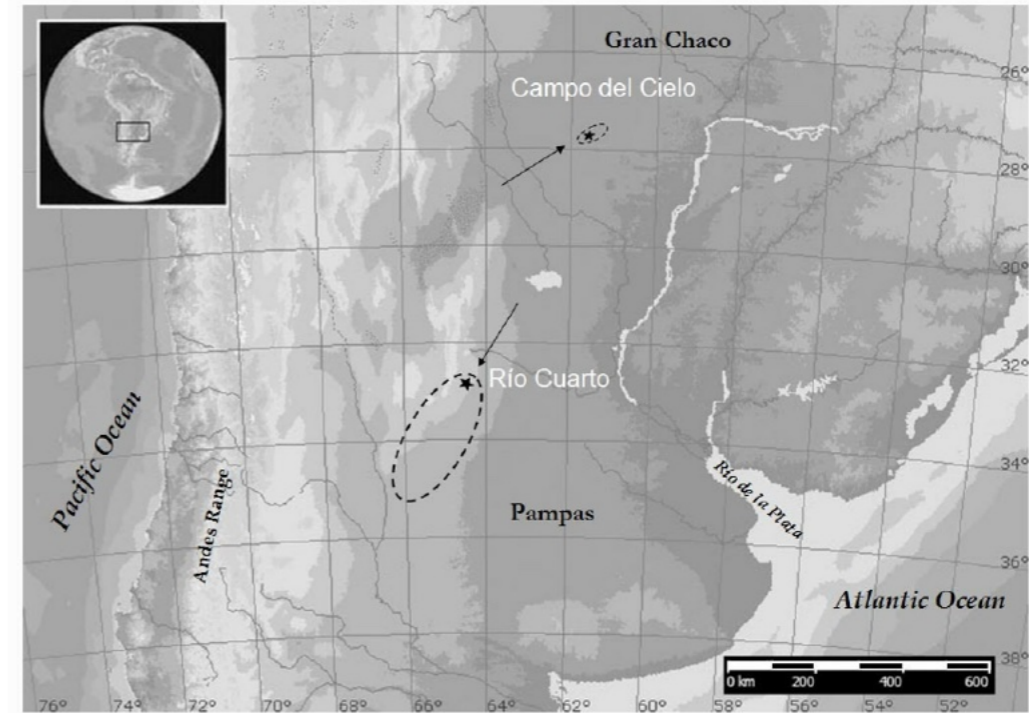 Gran Chaco
Campo del Cielo
26°
28°
30°
32°
Río Cuarto
34°
Pacific Ocean
Andes Range
Pampas
Río de la Plata
36°
Atlantic Ocean
38°
0 km 200 400 600
76° 74° 72° 70° 68° 66° 64° 62° 60° 58° 56° 54° 52°